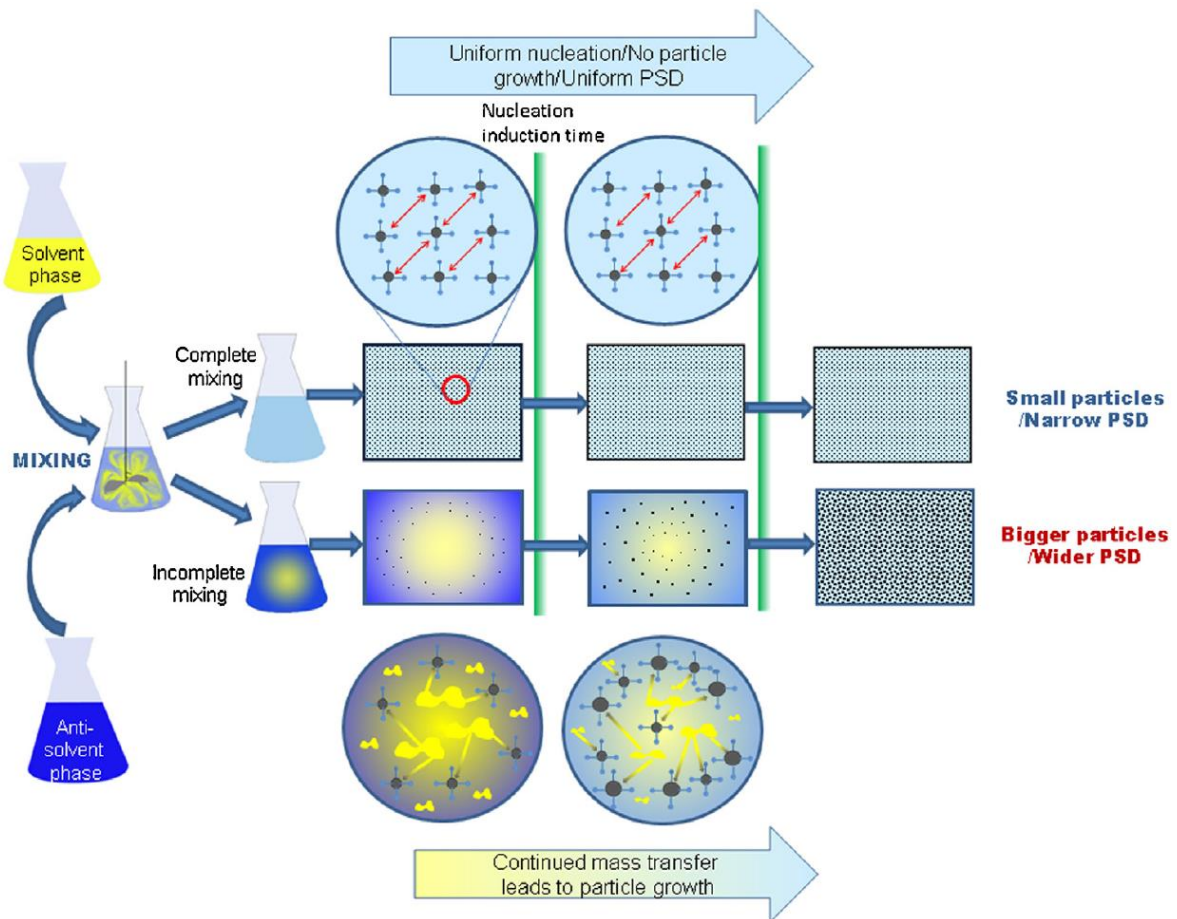 Uniform nucleation/No particle
growth/Uniform PSD
Nucleation
induction time
Solvent
phase
Complete
mixing
Small particles
/Narrow PSD
MIXING
Incomplete
mixing
Bigger particles
/Wider PSD
Anti-
solvent
phase
Continued mass transfer
leads to particle growth